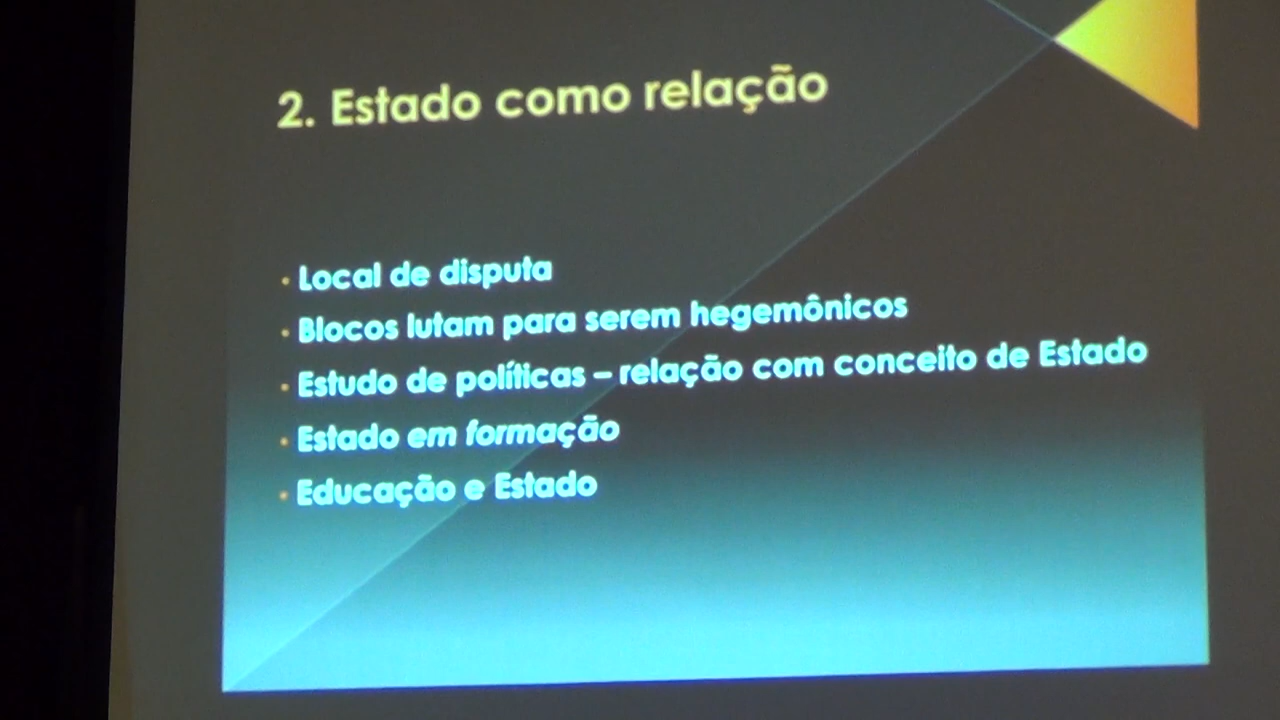 2. Estado como relação
• Local de disputa
• Blocos lutam para serem hegemônicos
• Estudo de políticas – relação com conceito de Estado
• Estado em formação
• Educação e Estado